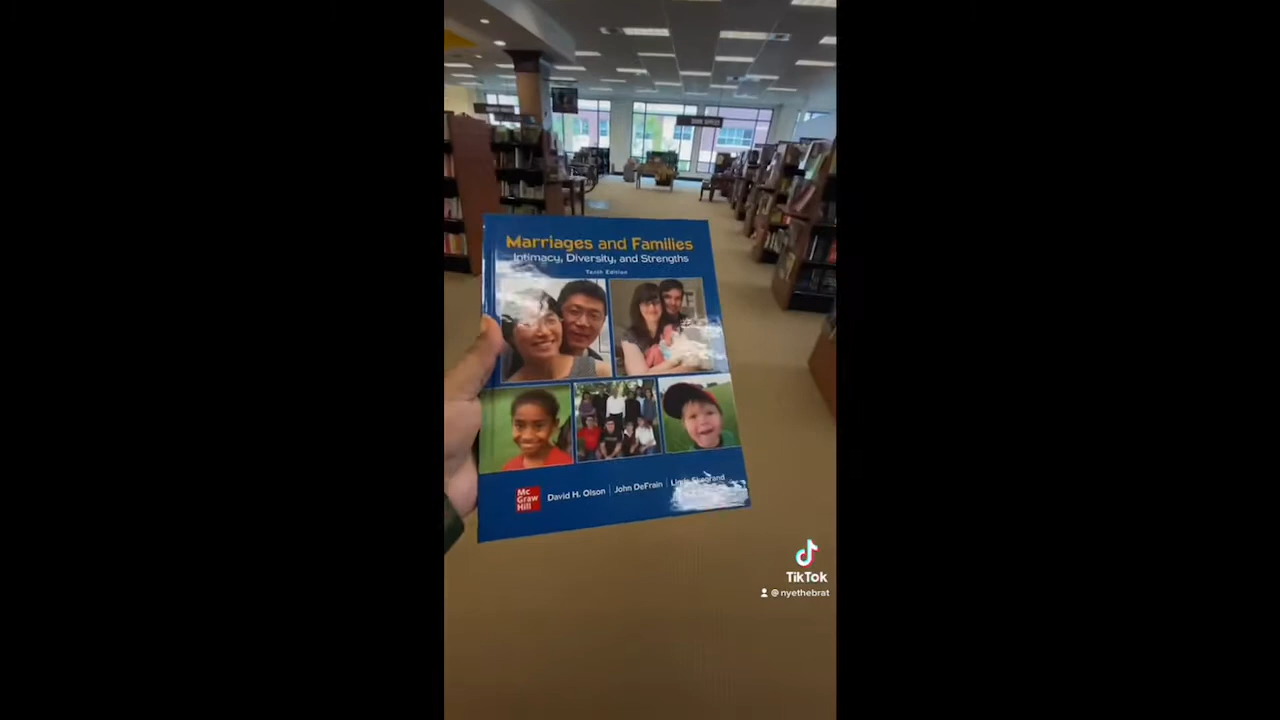 Marriages and Families
Intimacy, Diversity, and Strengths
Tenth Edition
Mc
Graw
Hill
David H. Olson | John DeFrain |
TikTok
@nyethebrat